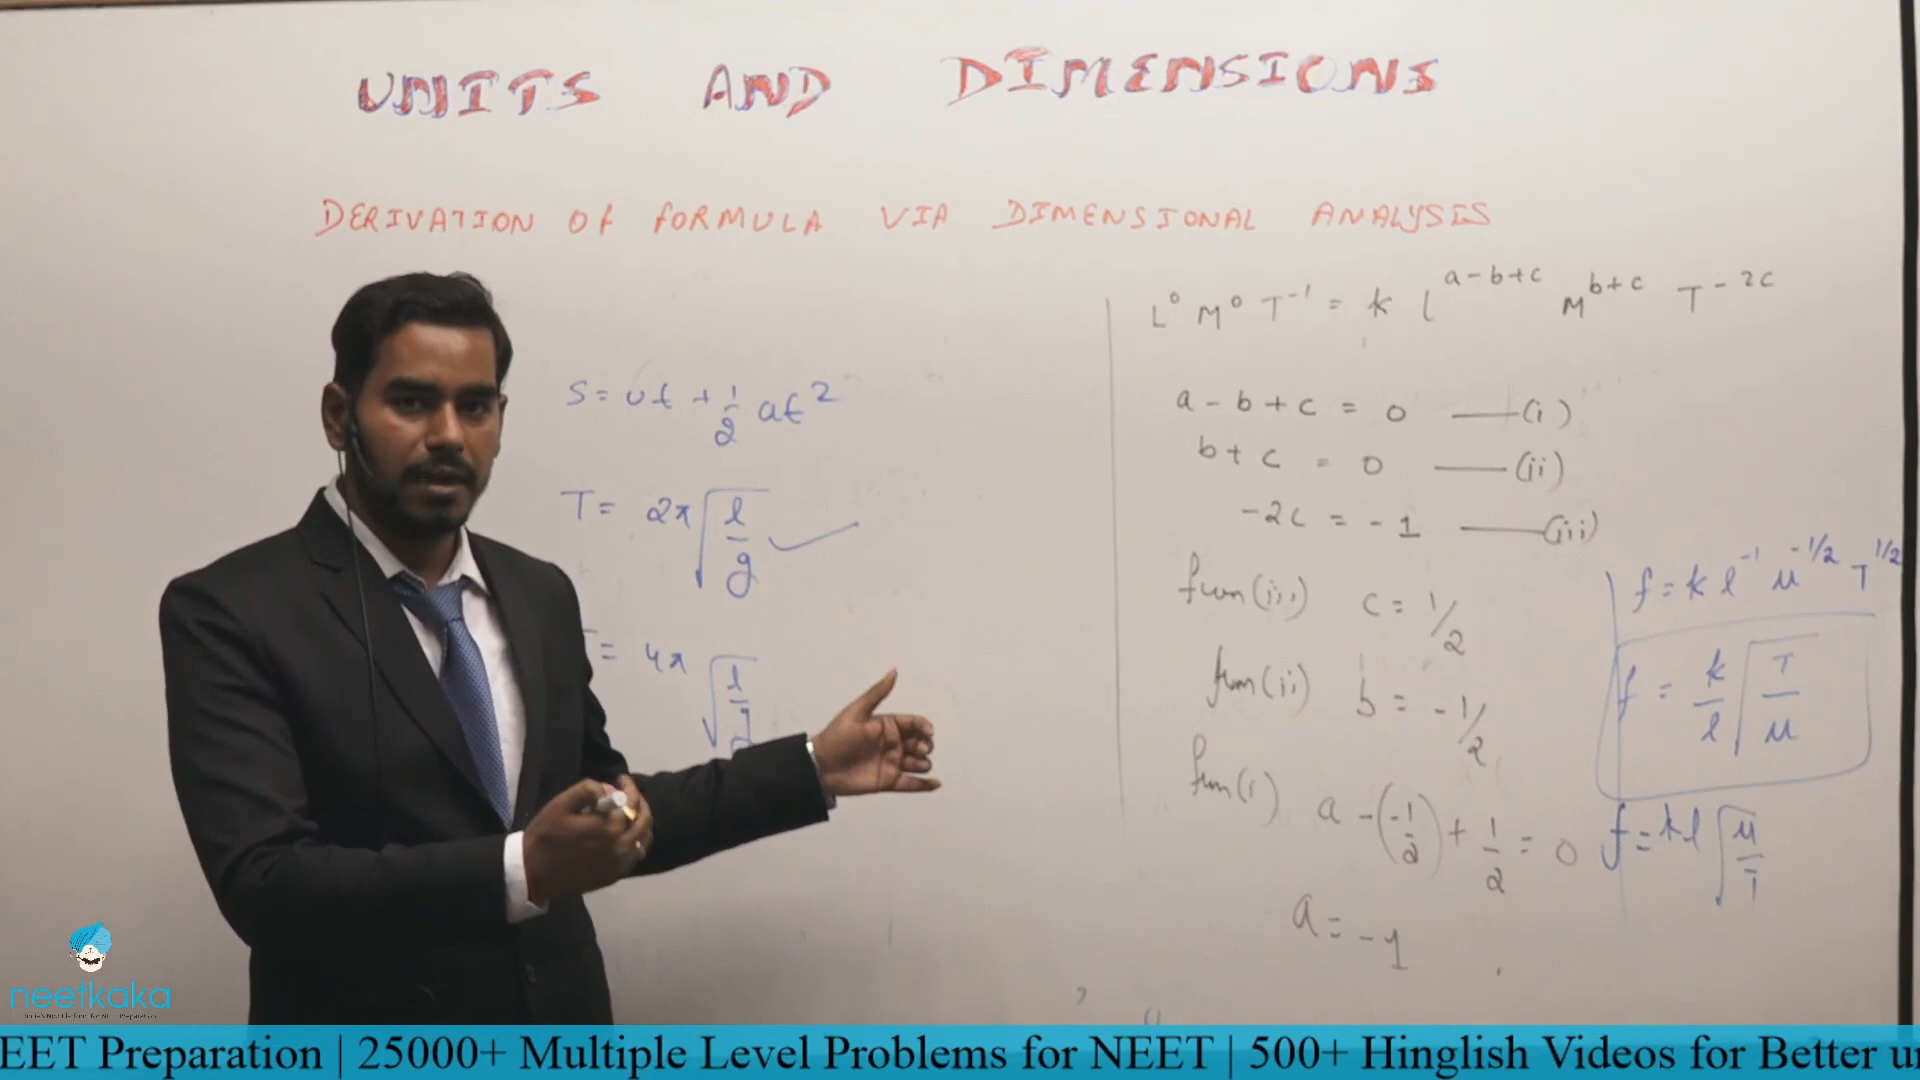 UNITS AND DIMENSIONS
DERIVATION OF FORMULA VIA DIMENSIONAL ANALYSIS
S = ut + 1/2 at²
T = 2π √(l/g) ✓
= 4π √(l/g)
L⁰ M⁰ T⁻¹ = k L^(a-b+c) M^(b+c) T^(-2c)
a - b + c = 0 —(i)
b + c = 0 —(ii)
-2c = -1 —(iii)
from (iii) c = 1/2
from (ii) b = -1/2
from (i) a - (-1/2) + 1/2 = 0
a = -1
f = k l⁻¹ μ^(-1/2) T^(1/2)
f = k/l √(T/μ)
f = kl √(μ/T)
neetkaka
EET Preparation | 25000+ Multiple Level Problems for NEET | 500+ Hinglish Videos for Better un